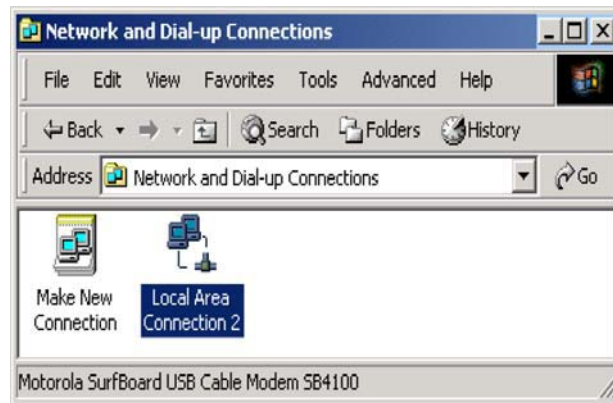 Network and Dial-up Connections
File Edit View Favorites Tools Advanced Help
Back Search Folders History
Address Network and Dial-up Connections Go
Make New Connection
Local Area Connection 2
Motorola SurfBoard USB Cable Modem SB4100